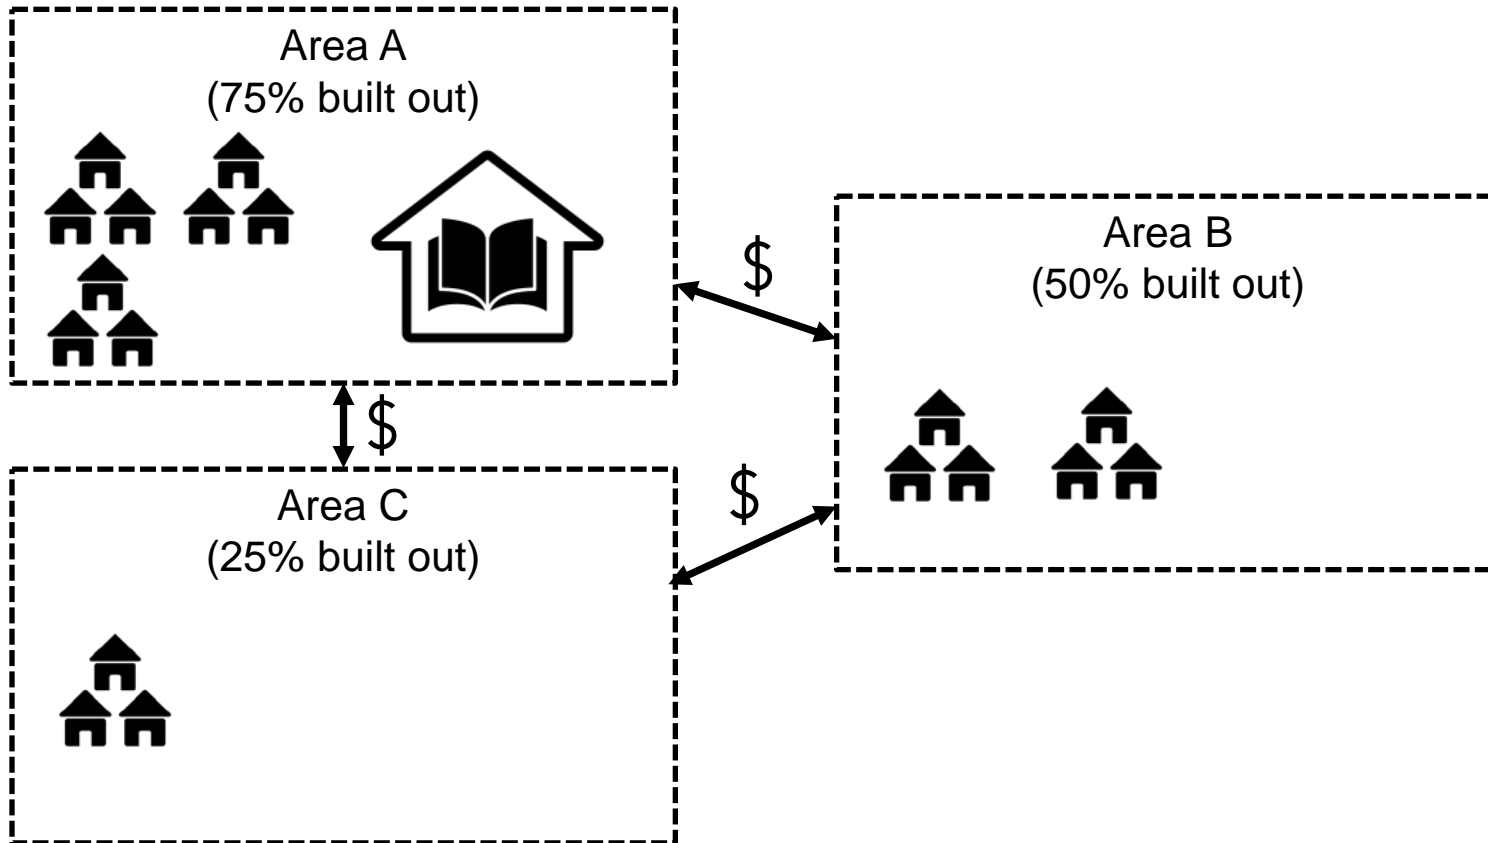 Area A
(75% built out)
$
Area B
(50% built out)
$
$
Area C
(25% built out)